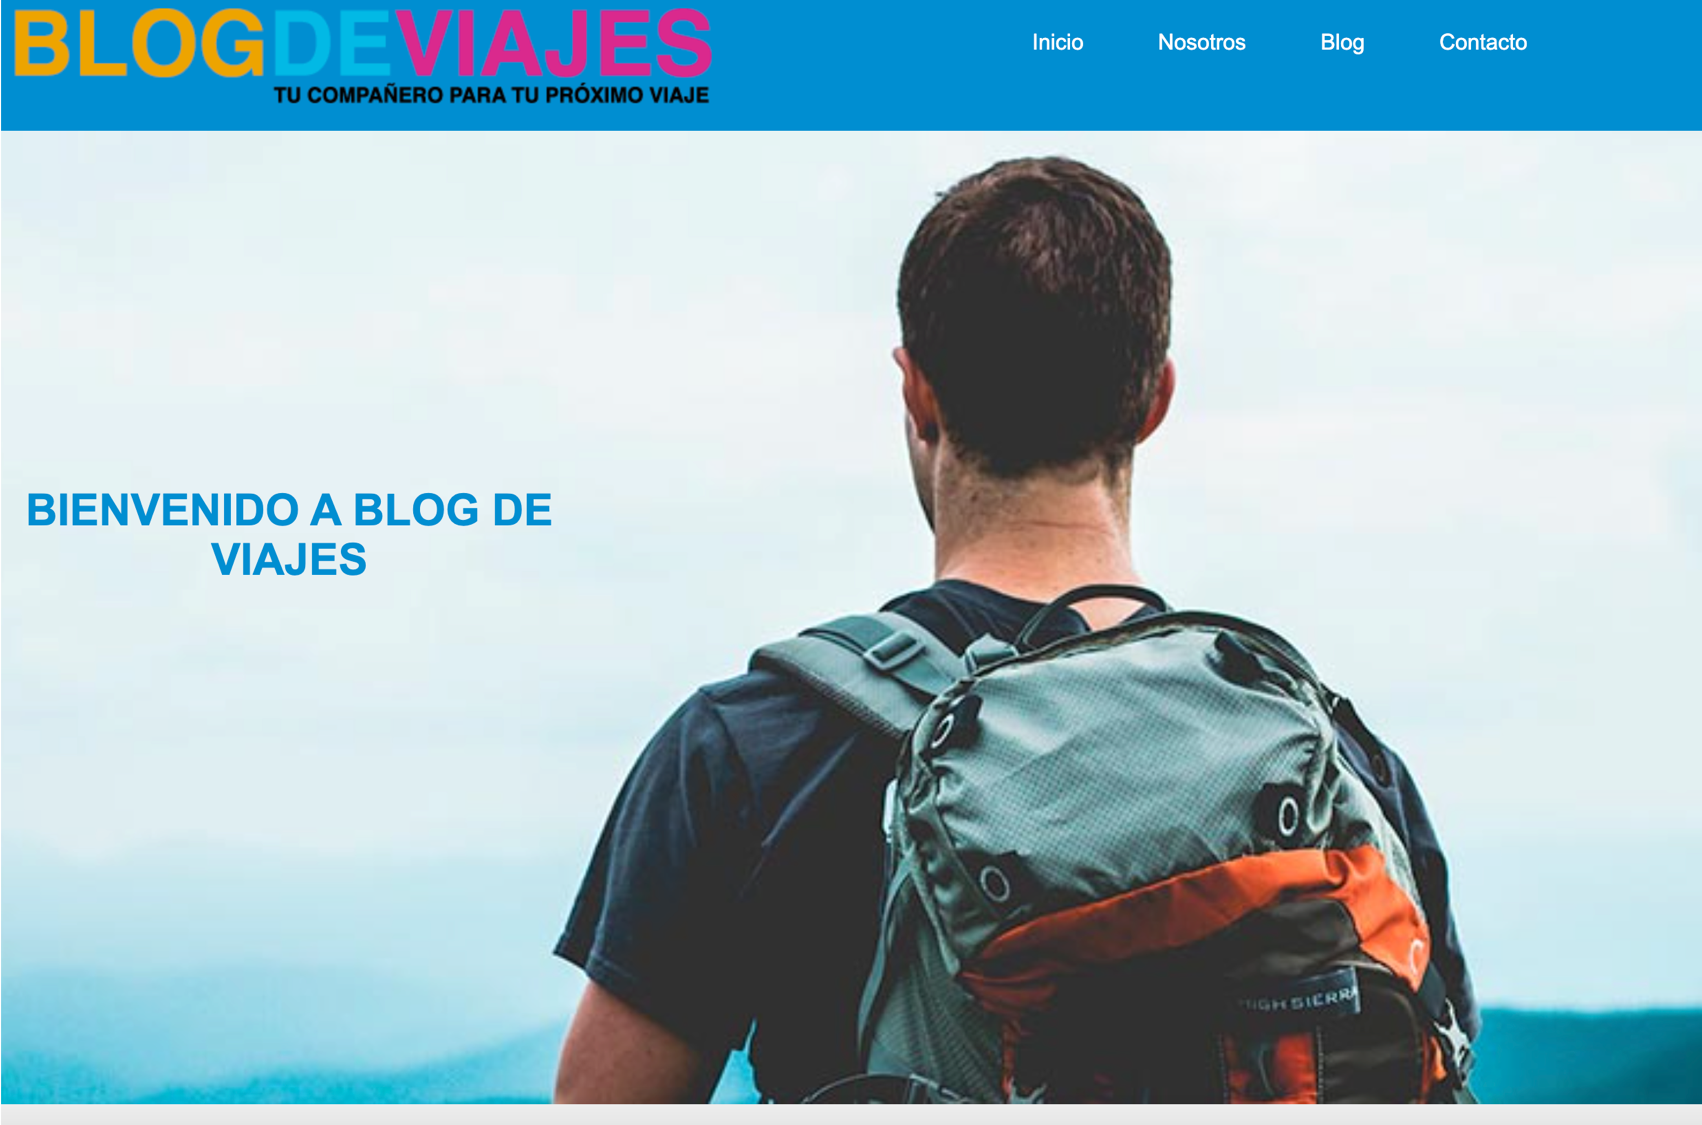 BLOGDEVIAJES
TU COMPAÑERO PARA TU PRÓXIMO VIAJE
Inicio Nosotros Blog Contacto
BIENVENIDO A BLOG DE
VIAJES
HIGH SIERRA